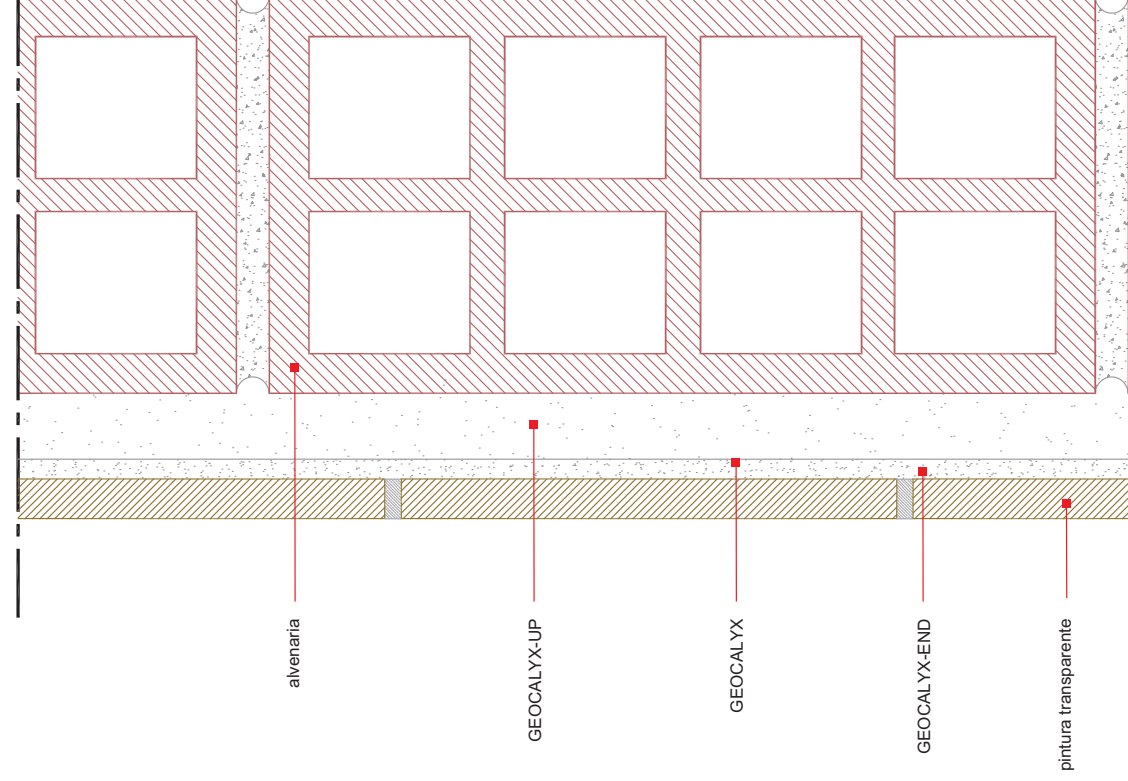 alvenaria
GEOCALYX-UP
GEOCALYX
GEOCALYX-END
pintura transparente